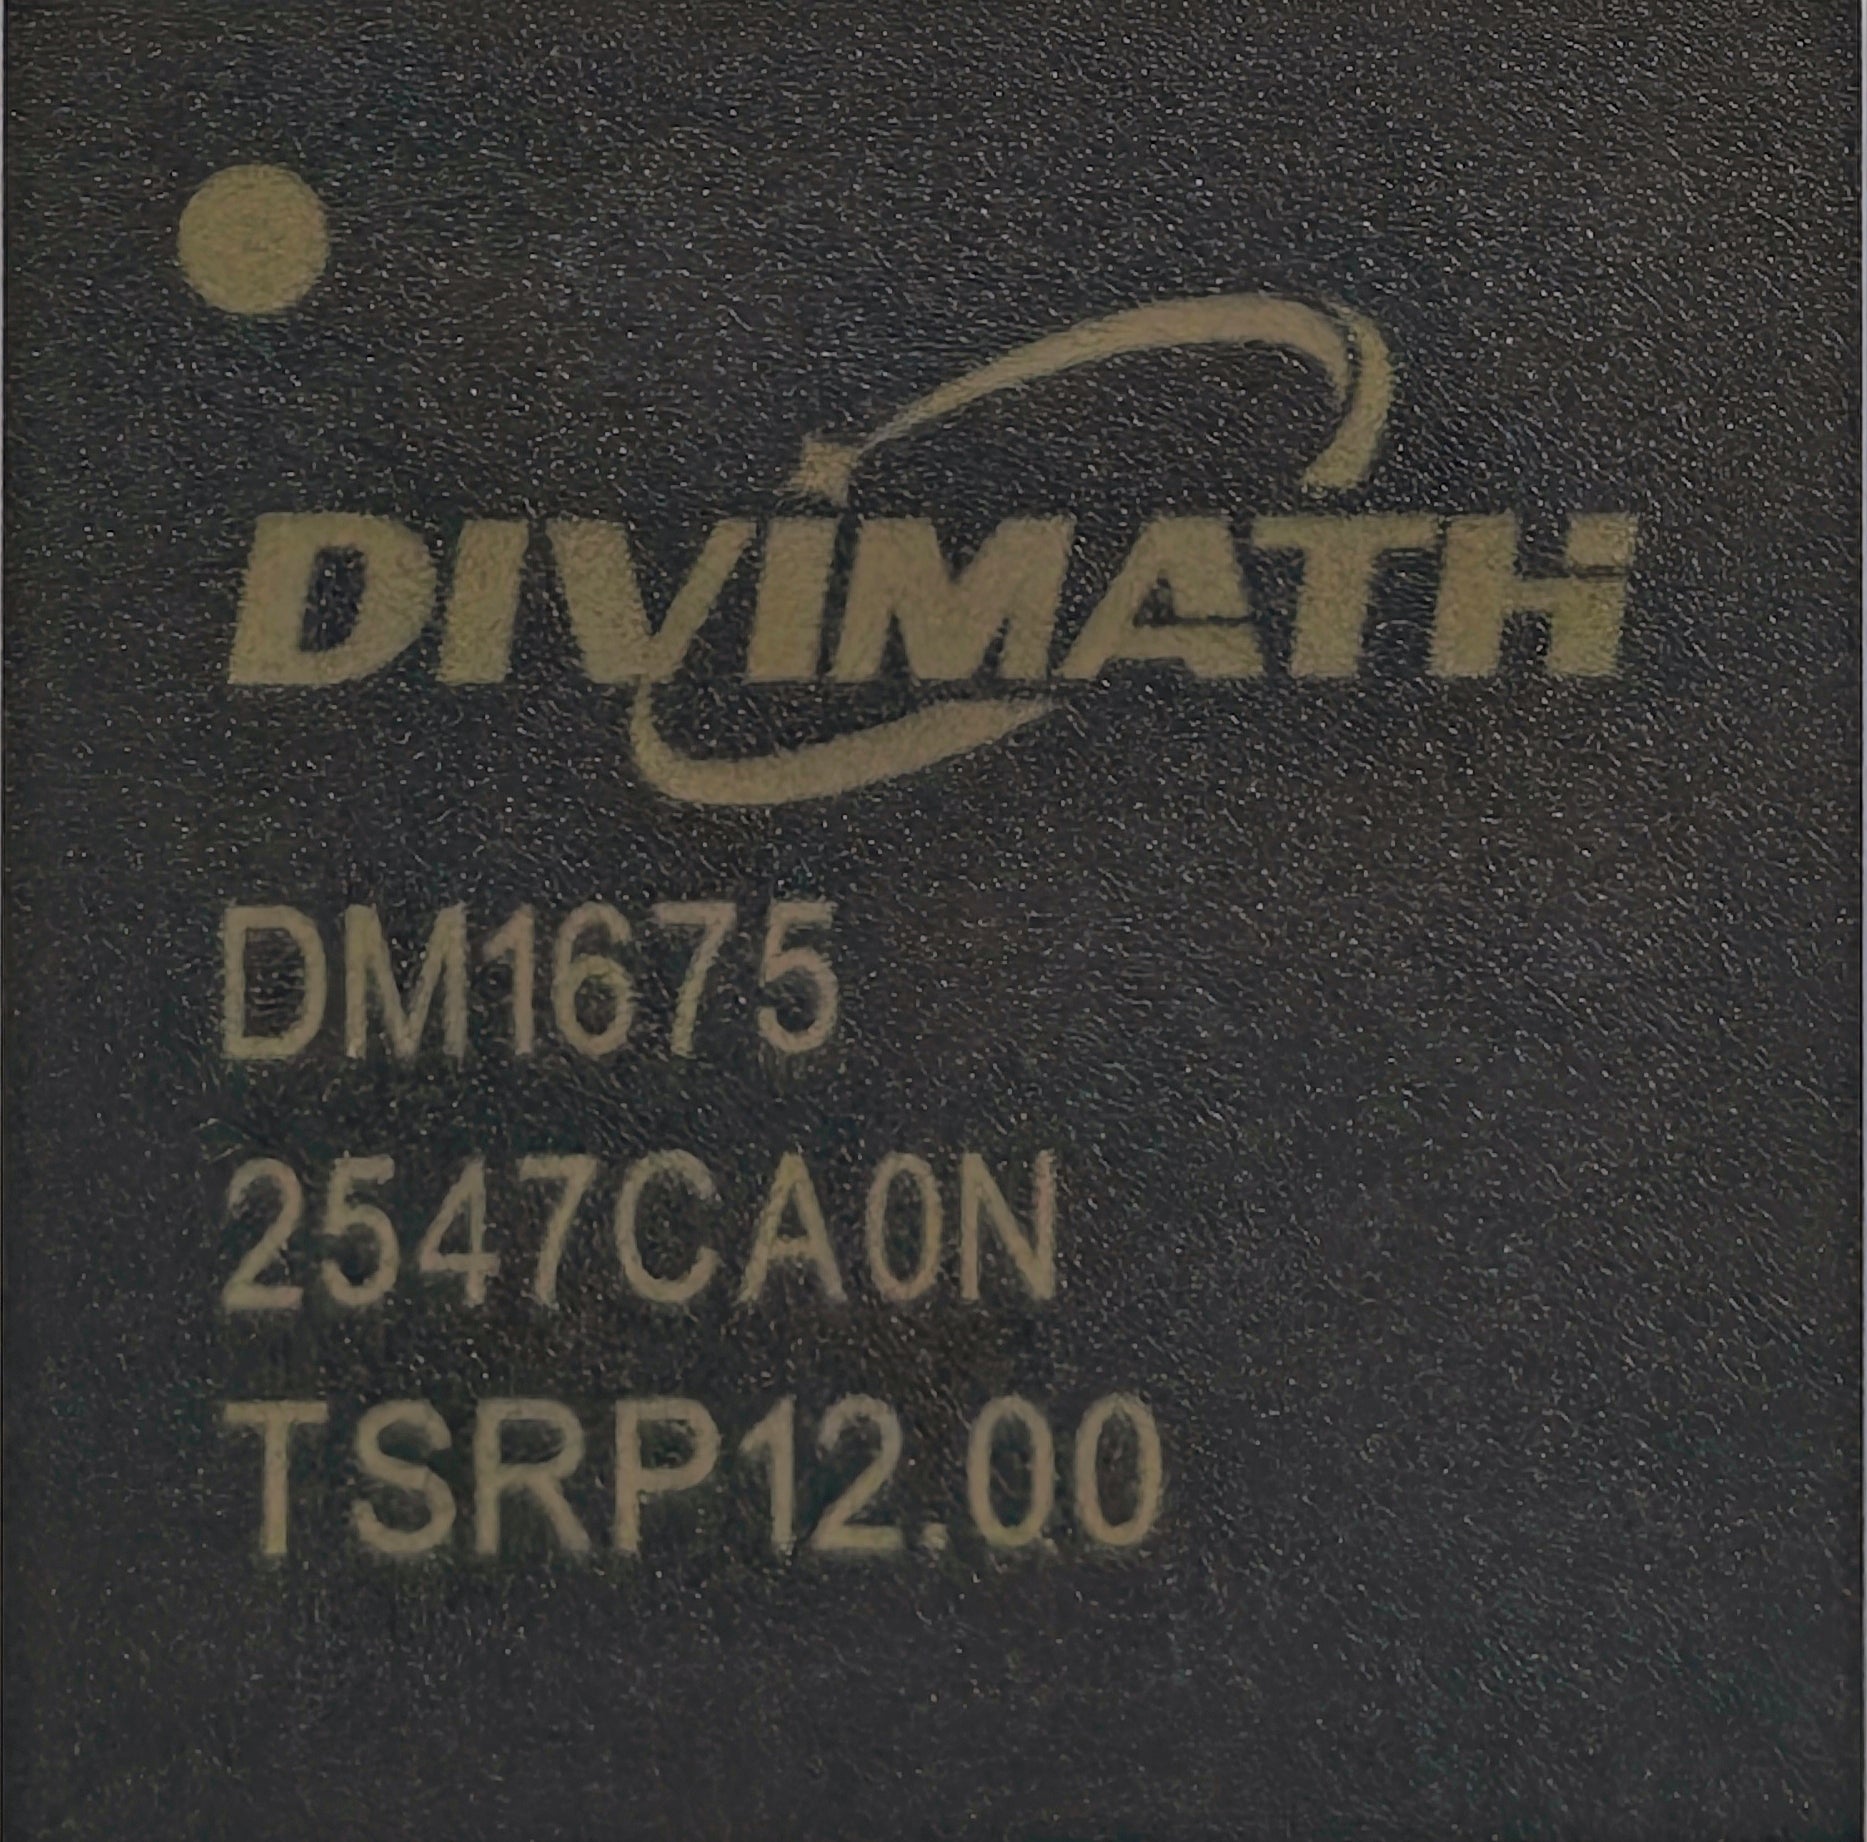 DIVIMATH
DM1675
2547CA0N
TSRP12.00